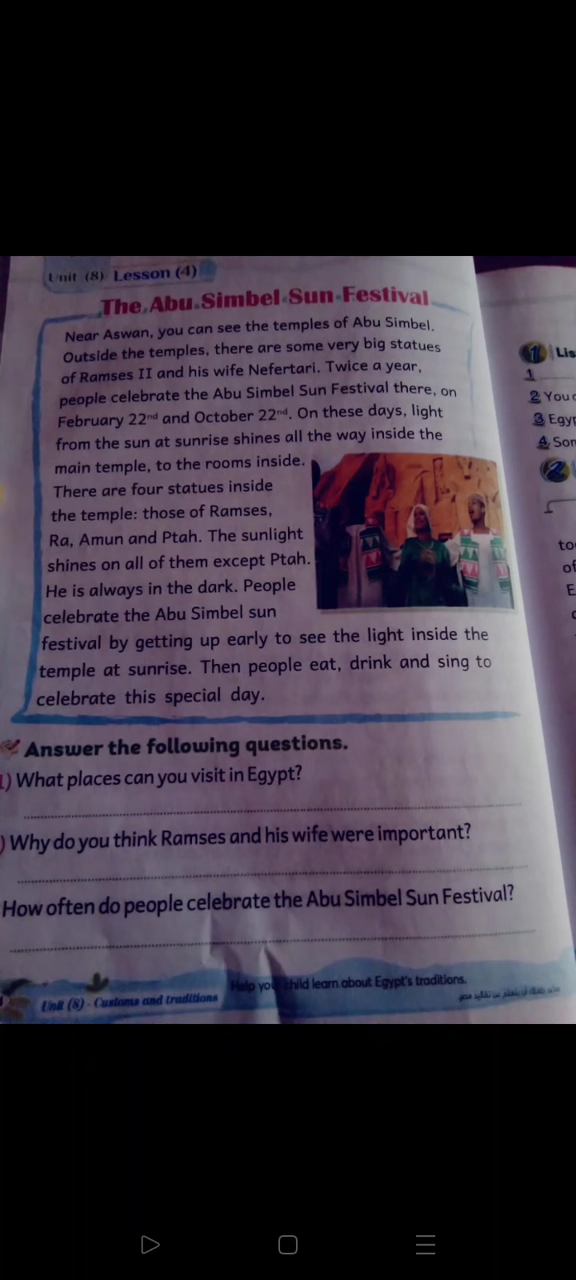 Unit (8) Lesson (4)
The Abu Simbel Sun Festival
Near Aswan, you can see the temples of Abu Simbel.
Outside the temples, there are some very big statues
of Ramses II and his wife Nefertari. Twice a year,
people celebrate the Abu Simbel Sun Festival there, on
February 22nd and October 22nd. On these days, light
from the sun at sunrise shines all the way inside the
main temple, to the rooms inside.
There are four statues inside
the temple: those of Ramses,
Ra, Amun and Ptah. The sunlight
shines on all of them except Ptah.
He is always in the dark. People
celebrate the Abu Simbel sun
festival by getting up early to see the light inside the
temple at sunrise. Then people eat, drink and sing to
celebrate this special day.
Answer the following questions.
1) What places can you visit in Egypt?
) Why do you think Ramses and his wife were important?
How often do people celebrate the Abu Simbel Sun Festival?
Help your child learn about Egypt's traditions.
Unit (8) - Customs and traditions
1 Lis
1
2 You
3 Egyp
4 Som
2
to
of
E